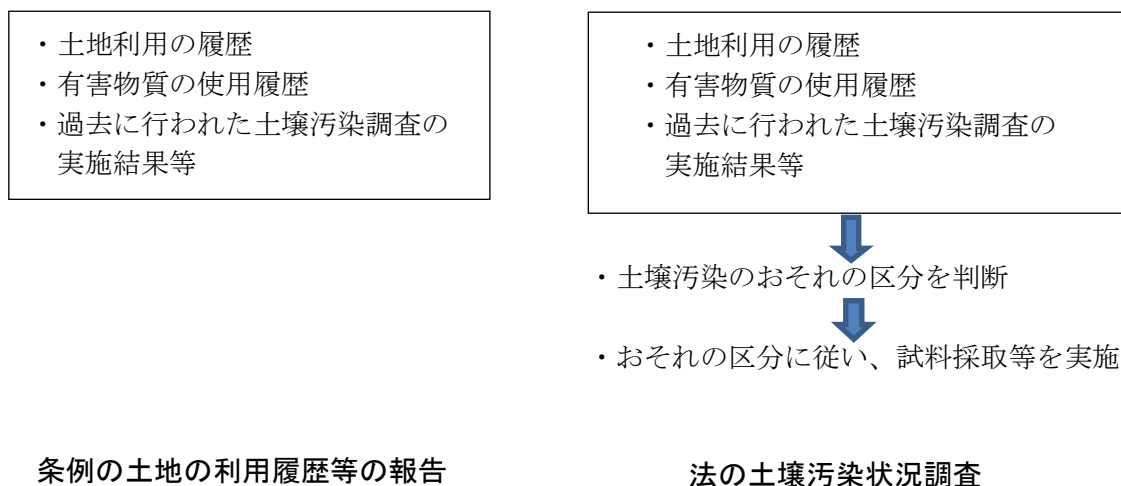 ・土地利用の履歴
・有害物質の使用履歴
・過去に行われた土壌汚染調査の
実施結果等
・土地利用の履歴
・有害物質の使用履歴
・過去に行われた土壌汚染調査の
実施結果等
・土壌汚染のおそれの区分を判断
・おそれの区分に従い、試料採取等を実施
条例の土地の利用履歴等の報告
法の土壌汚染状況調査